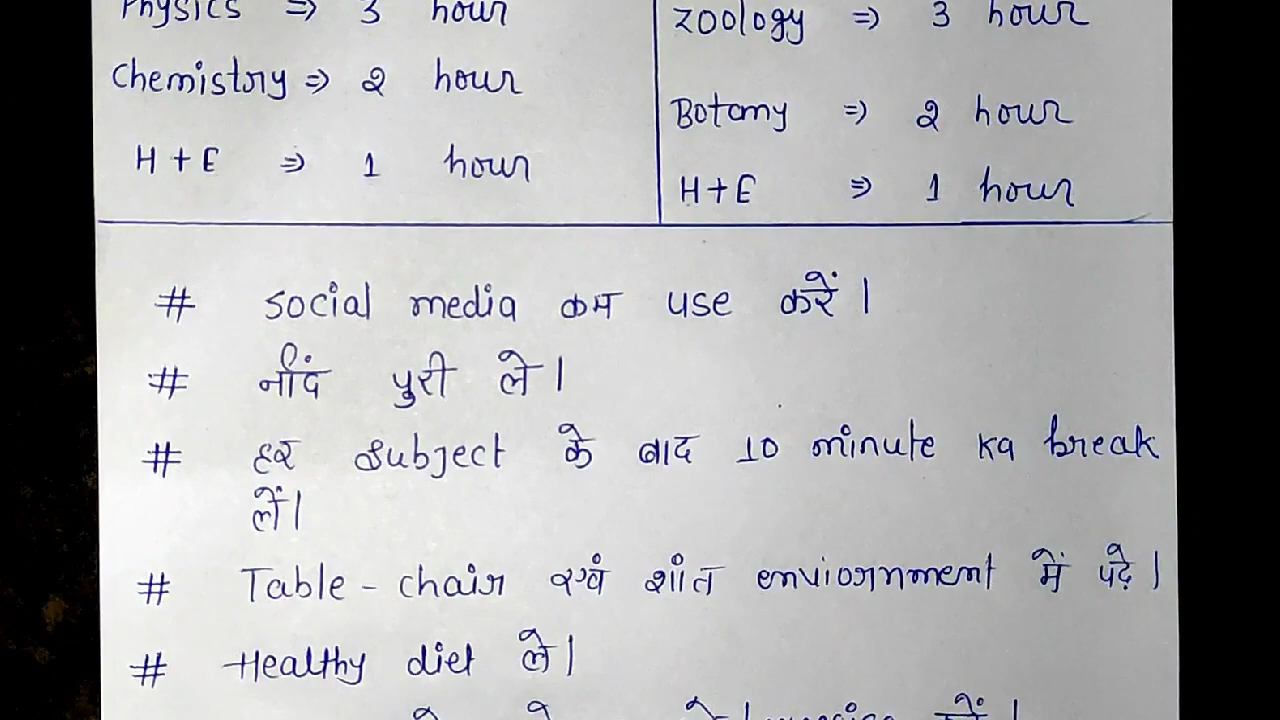 Physics ⇒ 3 hour
Chemistry ⇒ 2 hour
H + E ⇒ 1 hour
Zoology ⇒ 3 hour
Botany ⇒ 2 hour
H+E ⇒ 1 hour
# social media कम use करें।
# नींद पुरी ले।
# हर subject के बाद 10 minute ka break
लें।
# Table - chair एवं शांत enviornment में पढ़े।
# Healthy diet ले।